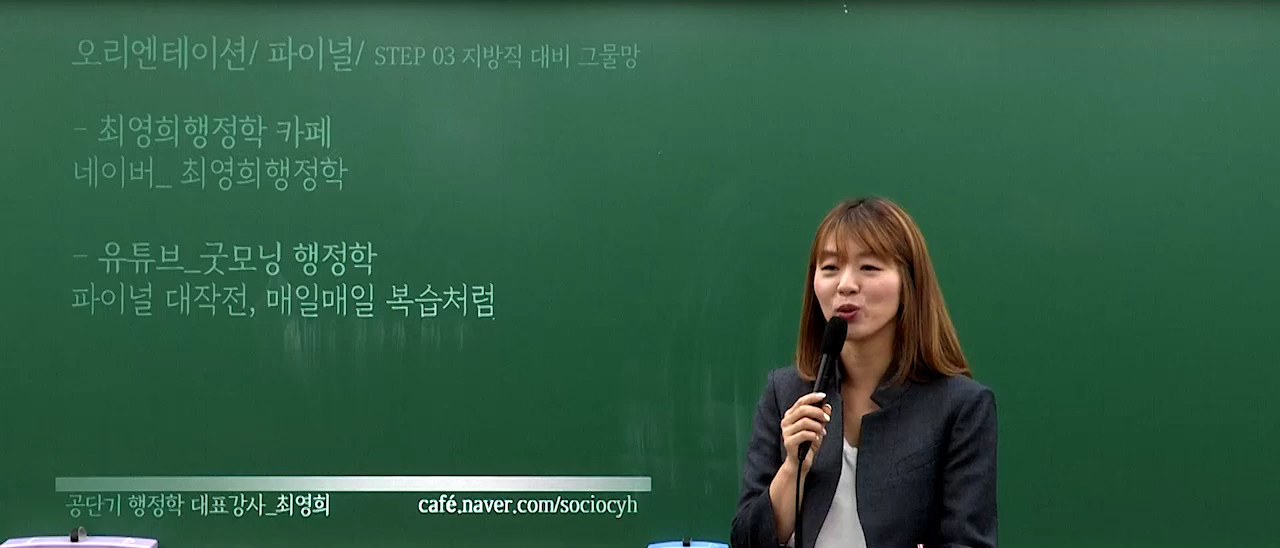 오리엔테이션/ 파이널/ STEP 03 지방직 대비 그물망
- 최영희행정학 카페
네이버_ 최영희행정학
- 유튜브_굿모닝 행정학
파이널 대작전, 매일매일 복습처럼
공단기 행정학 대표강사_최영희
café.naver.com/sociocyh